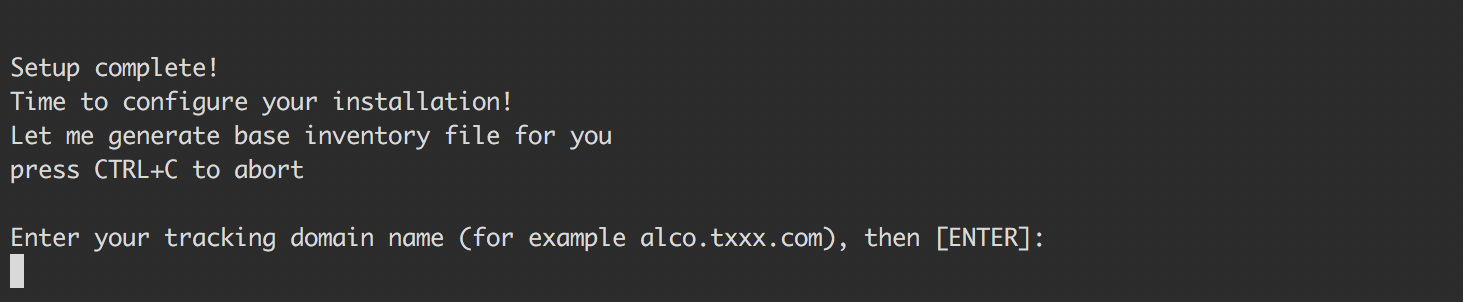 Setup complete!
Time to configure your installation!
Let me generate base inventory file for you
press CTRL+C to abort
Enter your tracking domain name (for example alco.txxx.com), then [ENTER]: